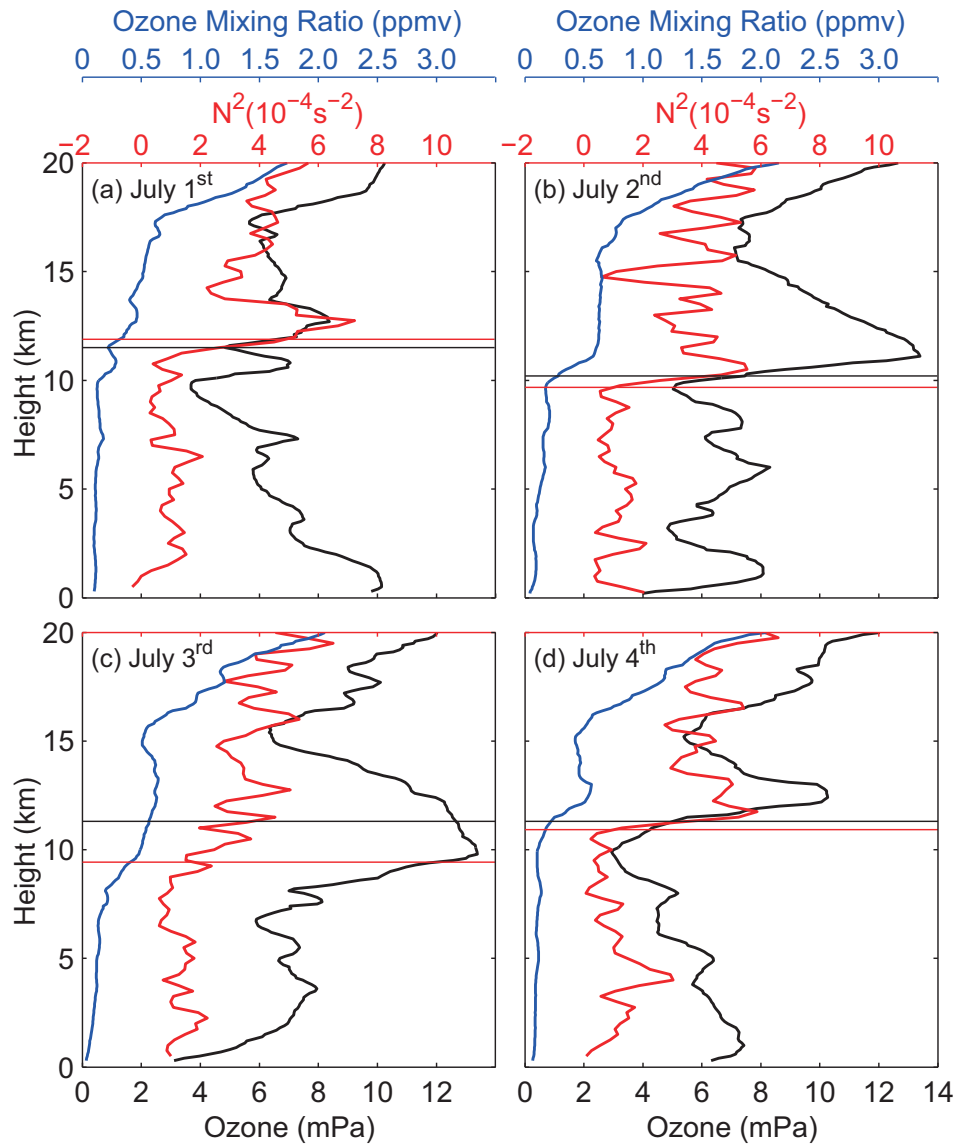 Ozone Mixing Ratio (ppmv) Ozone Mixing Ratio (ppmv)
0 0.5 1.0 1.5 2.0 2.5 3.0 0 0.5 1.0 1.5 2.0 2.5 3.0
N²(10⁻⁴s⁻²) N²(10⁻⁴s⁻²)
−2 0 2 4 6 8 10 −2 0 2 4 6 8 10
20
(a) July 1st (b) July 2nd
15
Height (km)
10
5
0
20
(c) July 3rd (d) July 4th
15
Height (km)
10
5
0
0 2 4 6 8 10 12 0 2 4 6 8 10 12 14
Ozone (mPa) Ozone (mPa)